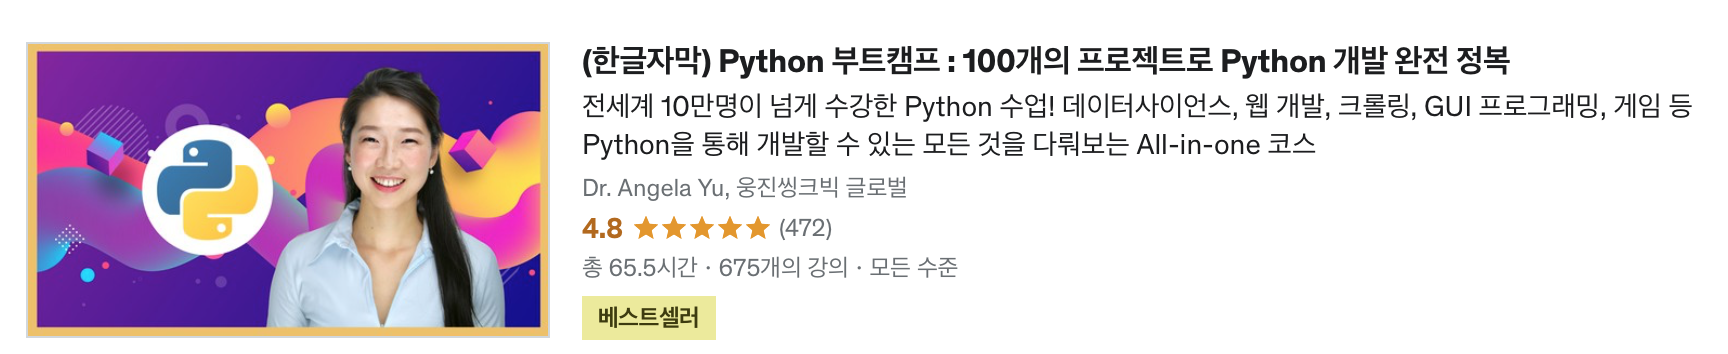 (한글자막) Python 부트캠프 : 100개의 프로젝트로 Python 개발 완전 정복
전세계 10만명이 넘게 수강한 Python 수업! 데이터사이언스, 웹 개발, 크롤링, GUI 프로그래밍, 게임 등
Python을 통해 개발할 수 있는 모든 것을 다뤄보는 All-in-one 코스
Dr. Angela Yu, 웅진씽크빅 글로벌
4.8 ★★★★★ (472)
총 65.5시간 · 675개의 강의 · 모든 수준
베스트셀러